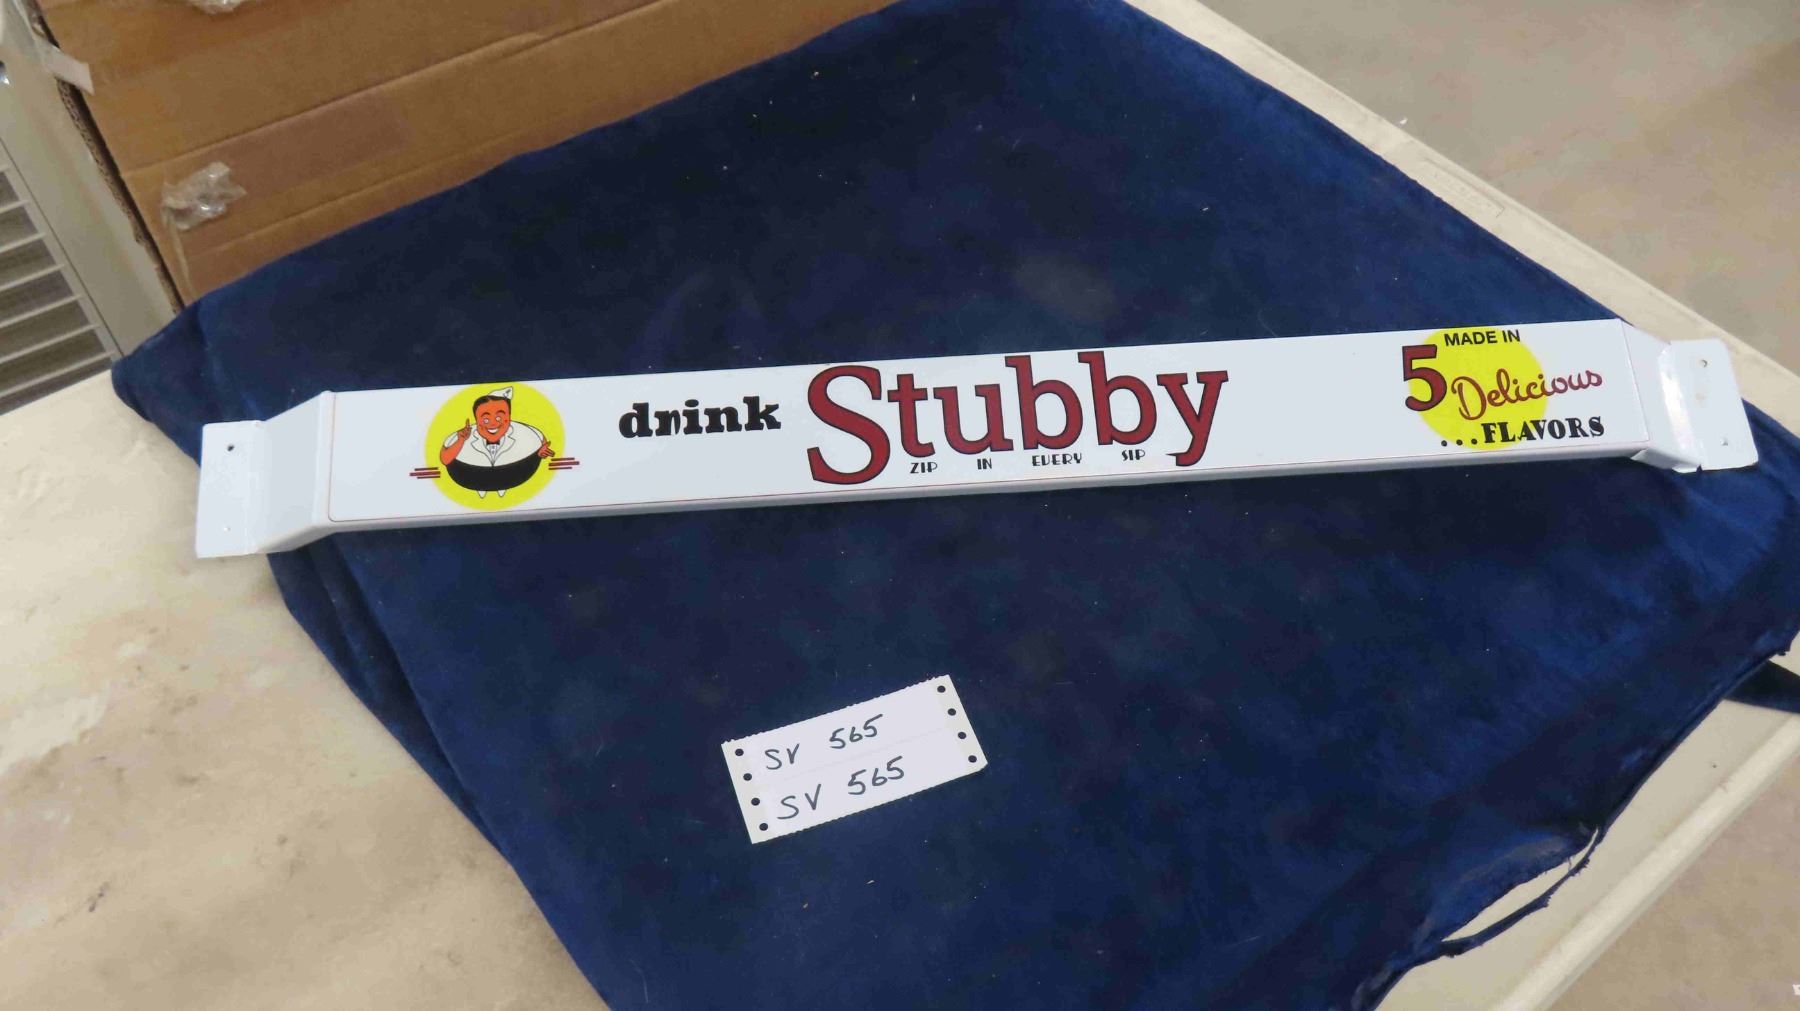 drink Stubby
ZIP IN EVERY SIP
MADE IN
5 Delicious
...FLAVORS
SV 565
SV 565